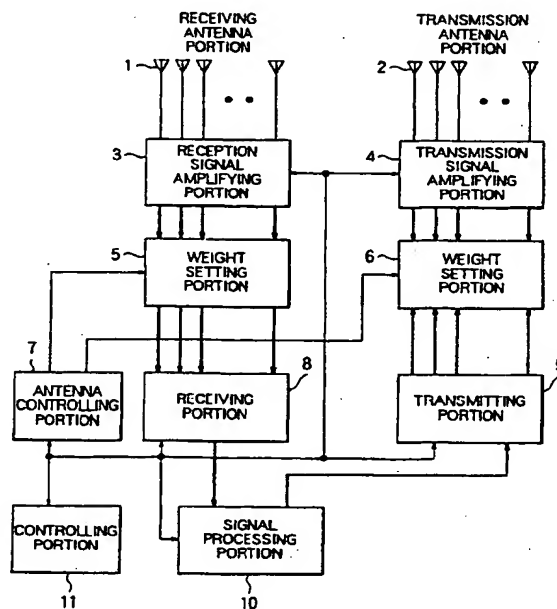 RECEIVING
ANTENNA
PORTION
TRANSMISSION
ANTENNA
PORTION
1
2
3
RECEPTION
SIGNAL
AMPLIFYING
PORTION
4
TRANSMISSION
SIGNAL
AMPLIFYING
PORTION
5
WEIGHT
SETTING
PORTION
6
WEIGHT
SETTING
PORTION
7
ANTENNA
CONTROLLING
PORTION
8
RECEIVING
PORTION
TRANSMITTING
PORTION
CONTROLLING
PORTION
11
SIGNAL
PROCESSING
PORTION
10